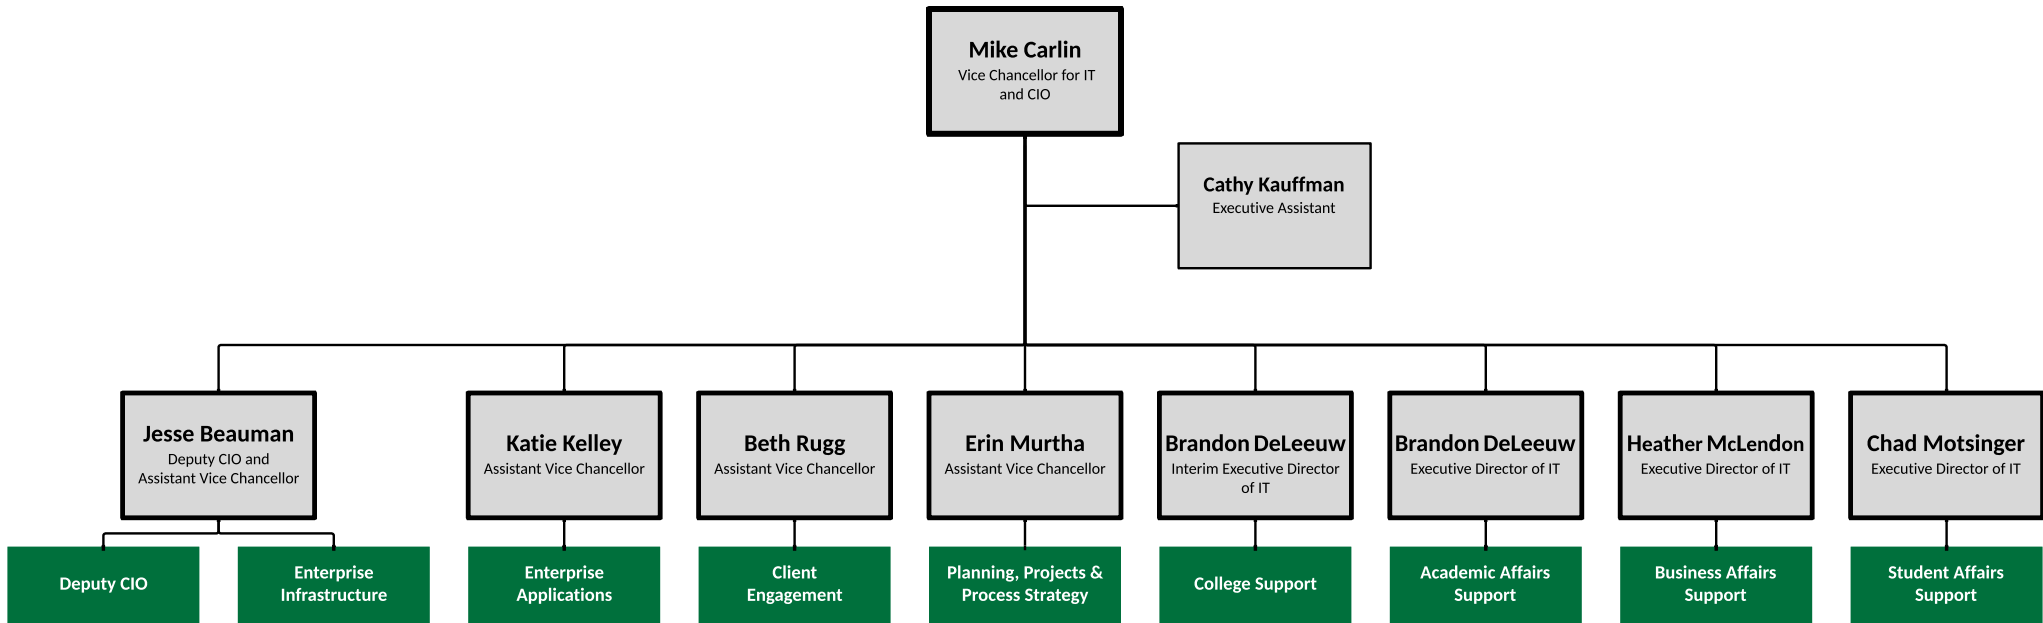 Mike Carlin
Vice Chancellor for IT
and CIO
Cathy Kauffman
Executive Assistant
Jesse Beauman
Deputy CIO and
Assistant Vice Chancellor
Katie Kelley
Assistant Vice Chancellor
Beth Rugg
Assistant Vice Chancellor
Erin Murtha
Assistant Vice Chancellor
Brandon DeLeeuw
Interim Executive Director
of IT
Brandon DeLeeuw
Executive Director of IT
Heather McLendon
Executive Director of IT
Chad Motsinger
Executive Director of IT
Deputy CIO
Enterprise
Infrastructure
Enterprise
Applications
Client
Engagement
Planning, Projects &
Process Strategy
College Support
Academic Affairs
Support
Business Affairs
Support
Student Affairs
Support